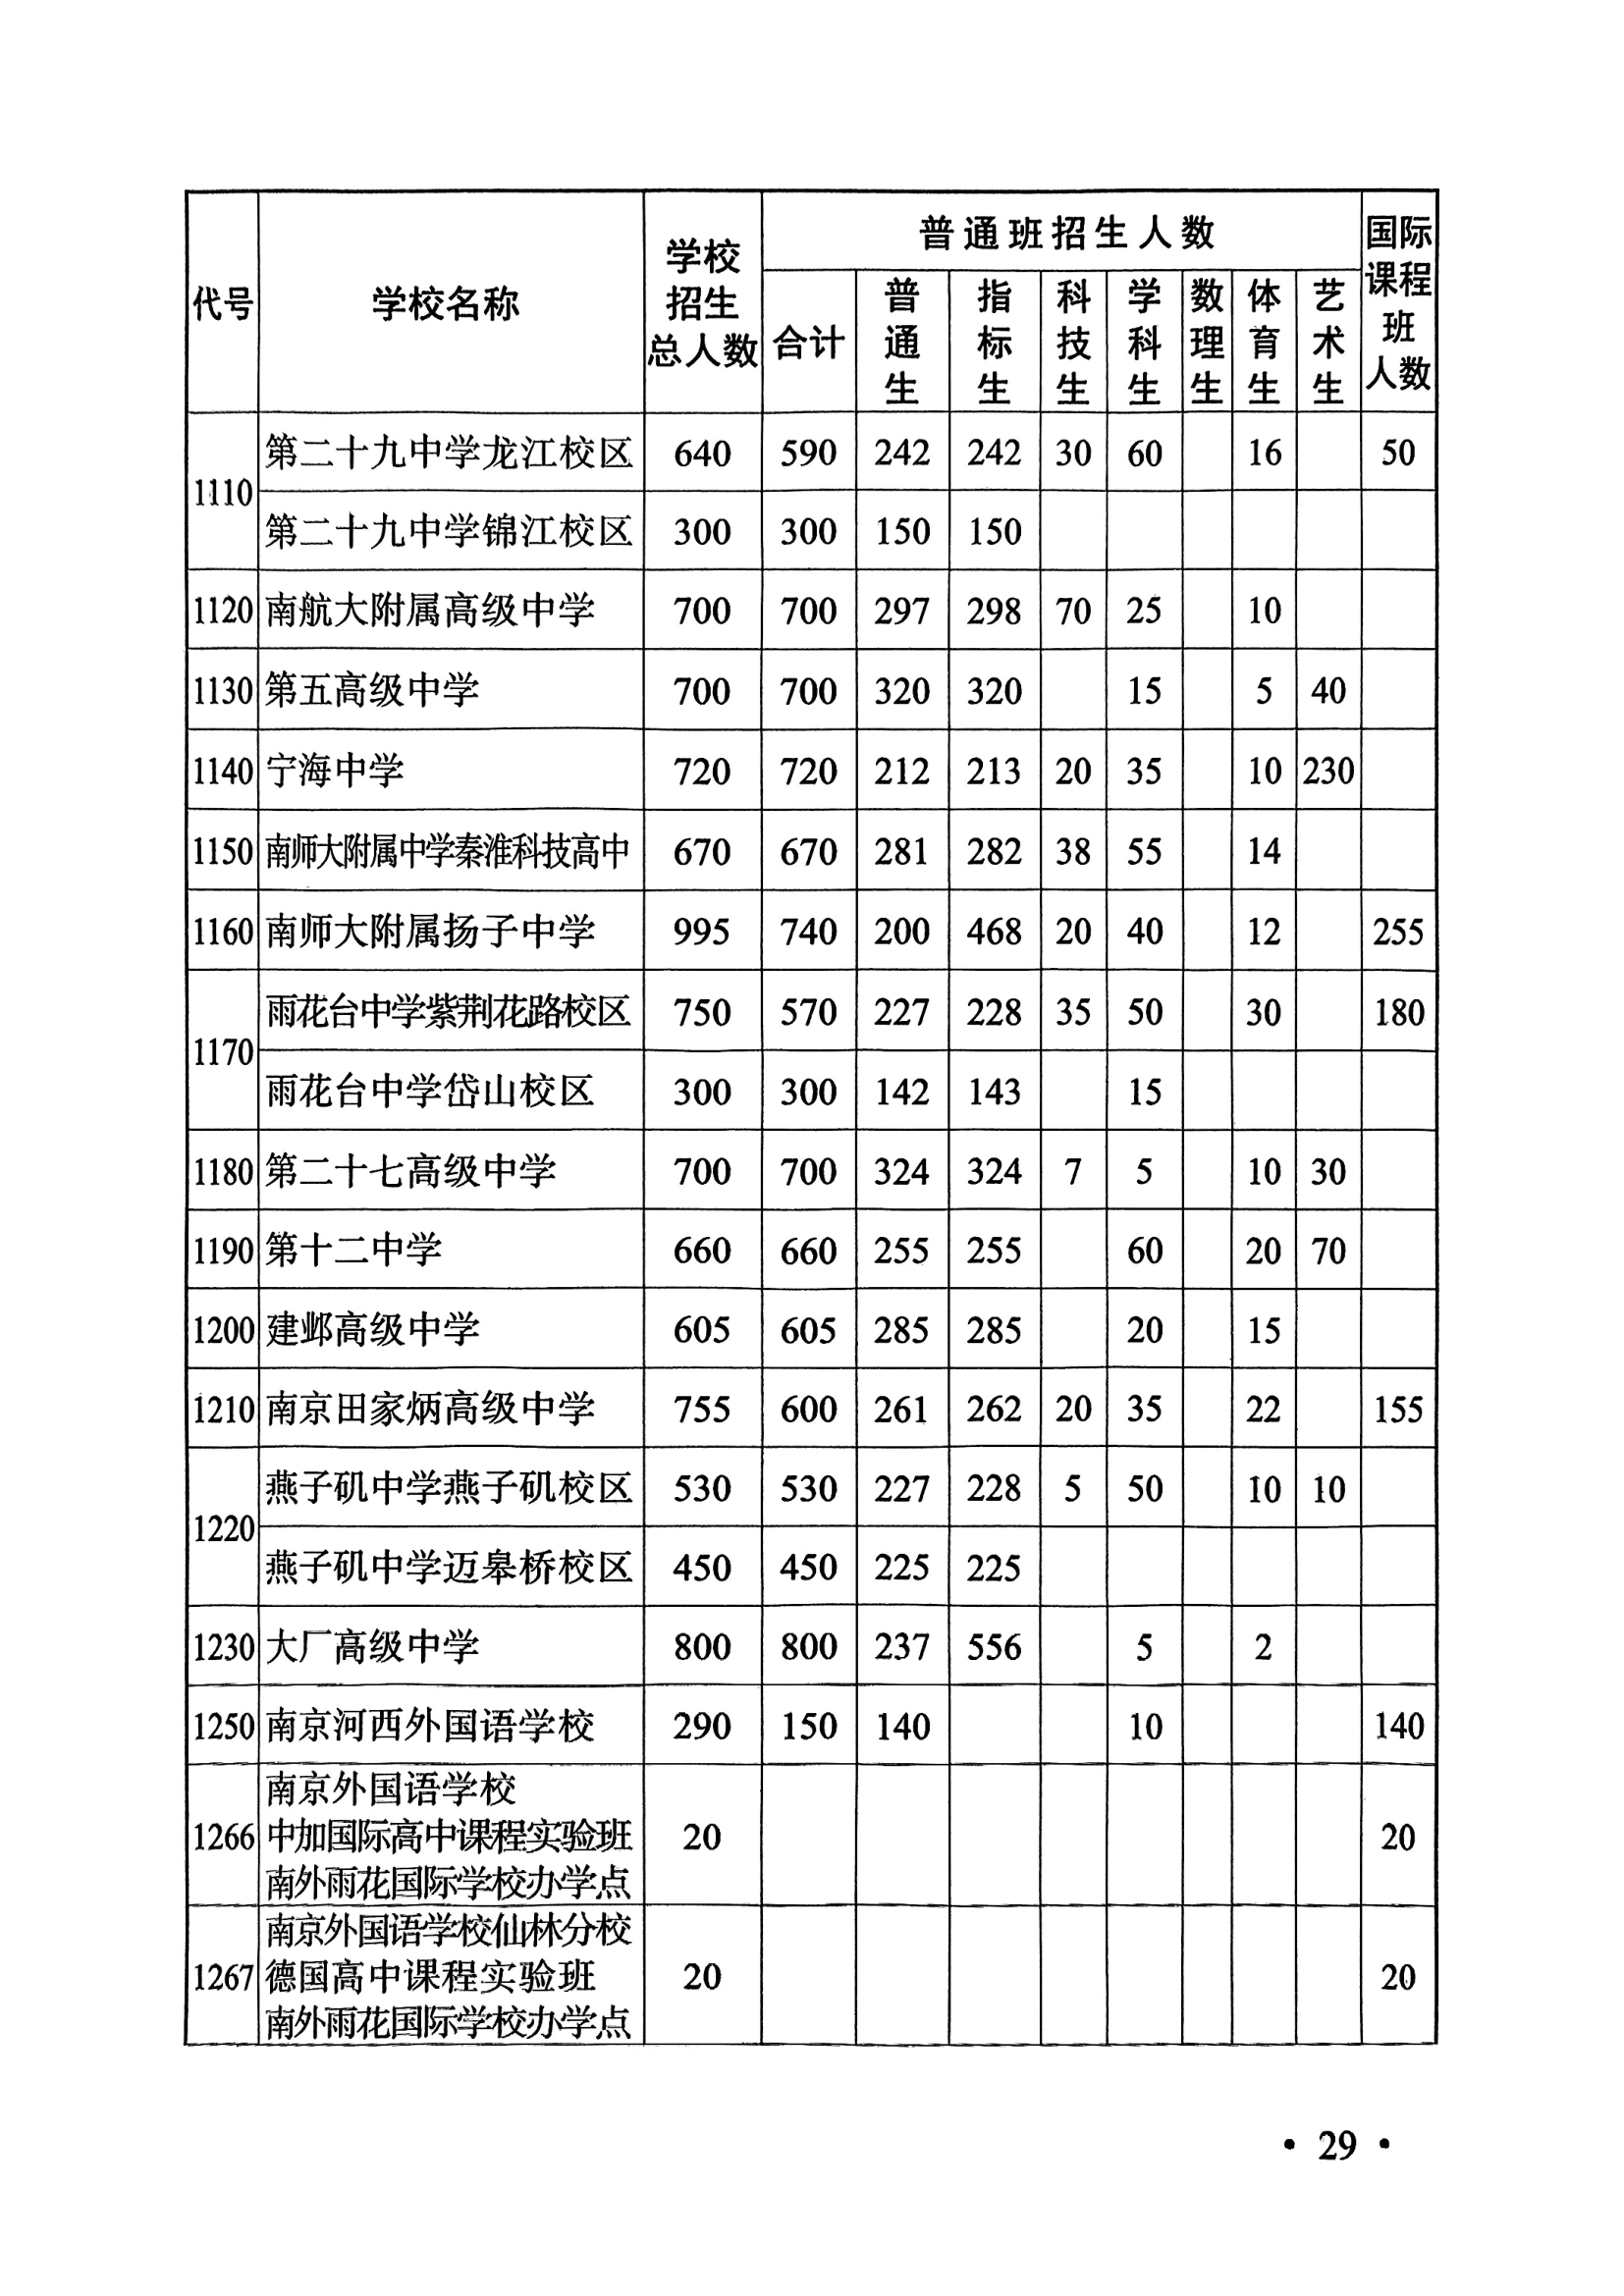 代号 学校名称 学校招生总人数 普通班招生人数 国际课程班人数
合计 普通生 指标生 科技生 学科生 数理生 体育生 艺术生
1110 第二十九中学龙江校区 640 590 242 242 30 60 16 50
第二十九中学锦江校区 300 300 150 150
1120 南航大附属高级中学 700 700 297 298 70 25 10
1130 第五高级中学 700 700 320 320 15 5 40
1140 宁海中学 720 720 212 213 20 35 10 230
1150 南师大附属中学秦淮科技高中 670 670 281 282 38 55 14
1160 南师大附属扬子中学 995 740 200 468 20 40 12 255
1170 雨花台中学紫荆花路校区 750 570 227 228 35 50 30 180
雨花台中学岱山校区 300 300 142 143 15
1180 第二十七高级中学 700 700 324 324 7 5 10 30
1190 第十二中学 660 660 255 255 60 20 70
1200 建邺高级中学 605 605 285 285 20 15
1210 南京田家炳高级中学 755 600 261 262 20 35 22 155
1220 燕子矶中学燕子矶校区 530 530 227 228 5 50 10 10
燕子矶中学迈皋桥校区 450 450 225 225
1230 大厂高级中学 800 800 237 556 5 2
1250 南京河西外国语学校 290 150 140 10 140
南京外国语学校
1266 中加国际高中课程实验班 20 20
南外雨花国际学校办学点
南京外国语学校仙林分校
1267 德国高中课程实验班 20 20
南外雨花国际学校办学点
· 29 ·